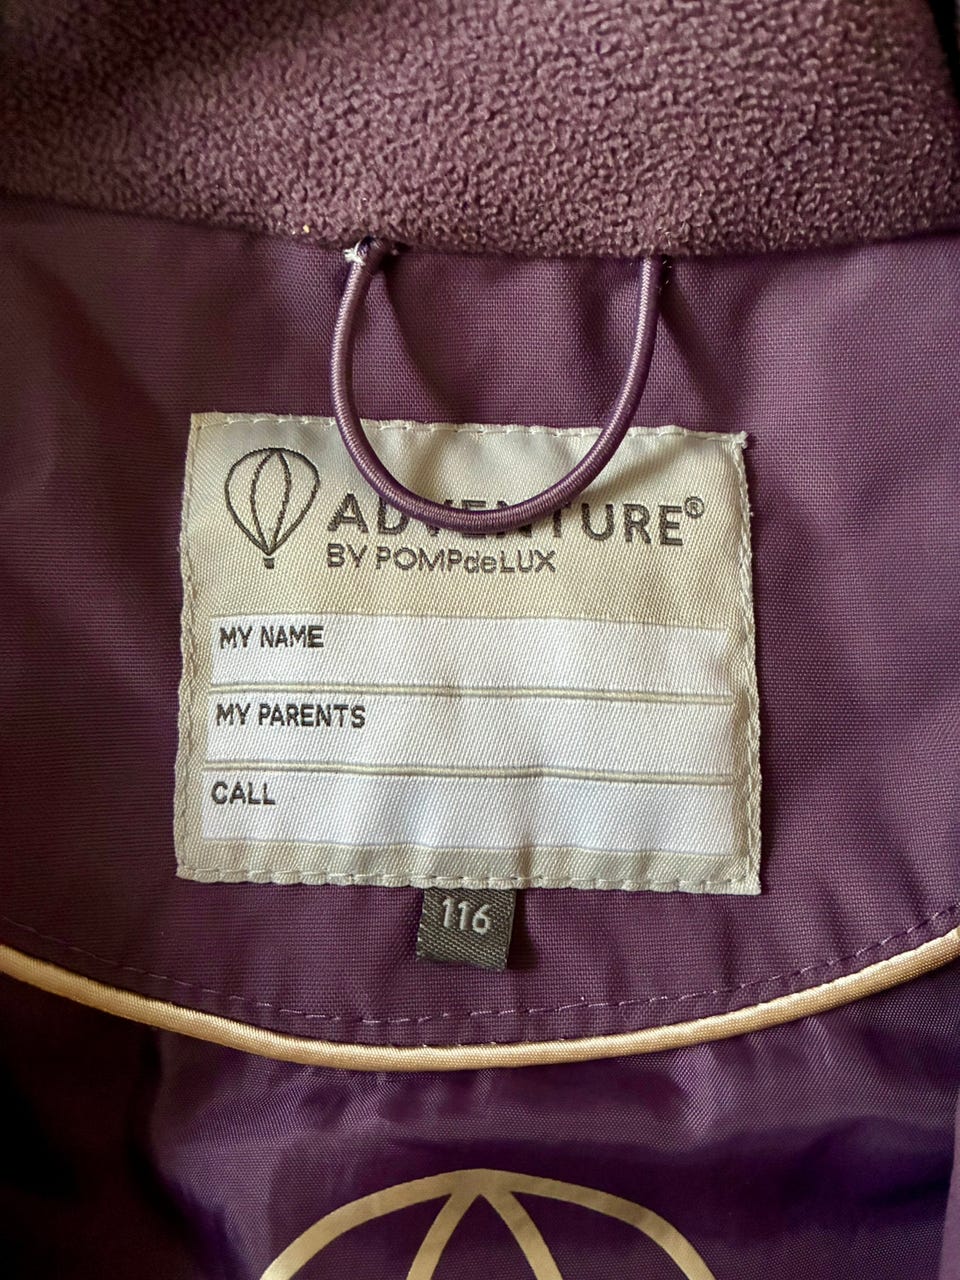 ADVENTURE®
BY POMPdeLUX
MY NAME
MY PARENTS
CALL
116